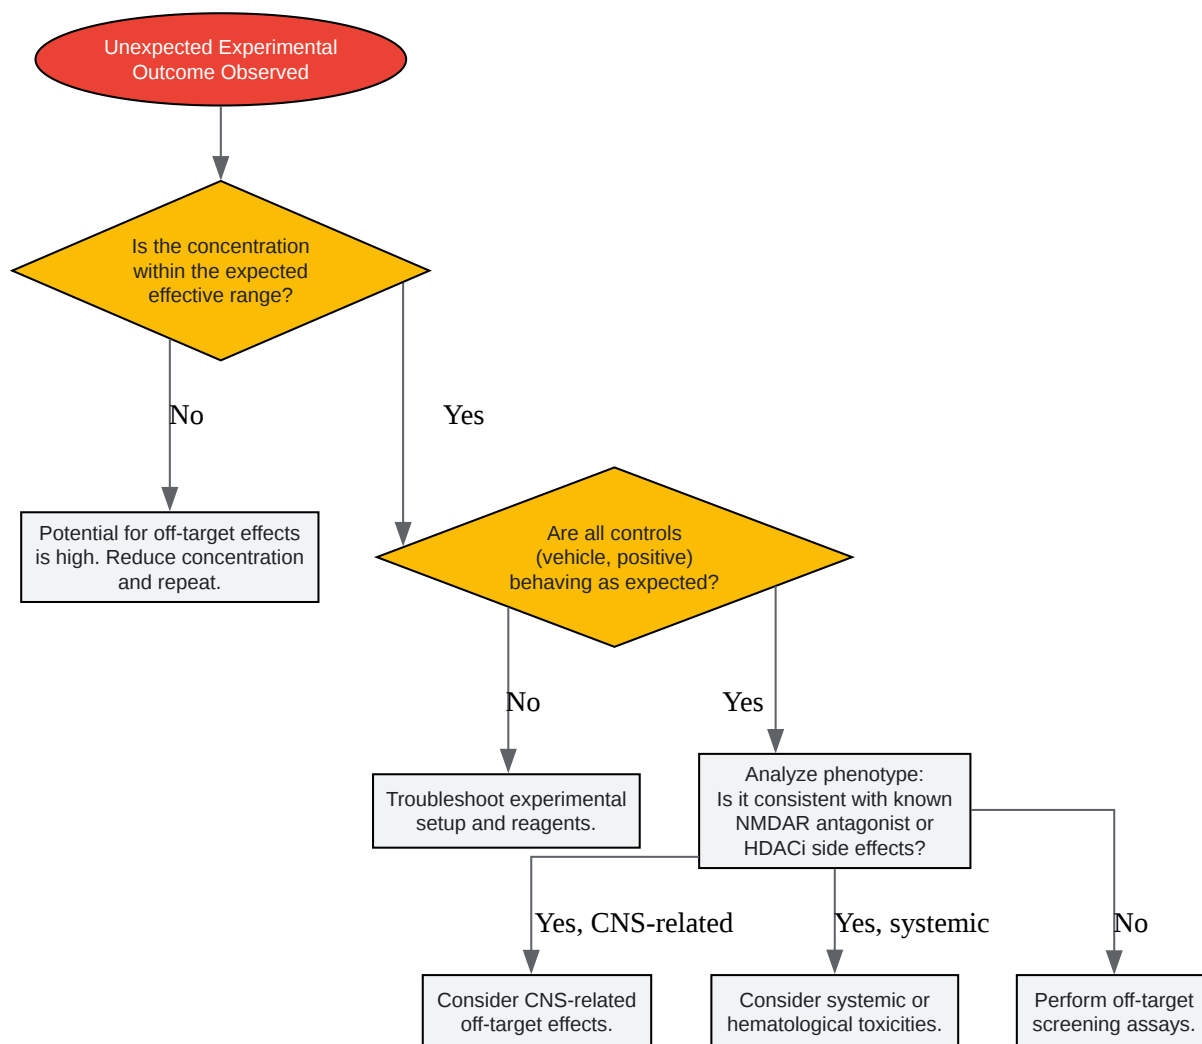 Unexpected Experimental
Outcome Observed
Is the concentration
within the expected
effective range?
No
Yes
Potential for off-target effects
is high. Reduce concentration
and repeat.
Are all controls
(vehicle, positive)
behaving as expected?
No
Yes
Troubleshoot experimental
setup and reagents.
Analyze phenotype:
Is it consistent with known
NMDAR antagonist or
HDACi side effects?
Yes, CNS-related
Yes, systemic
No
Consider CNS-related
off-target effects.
Consider systemic or
hematological toxicities.
Perform off-target
screening assays.